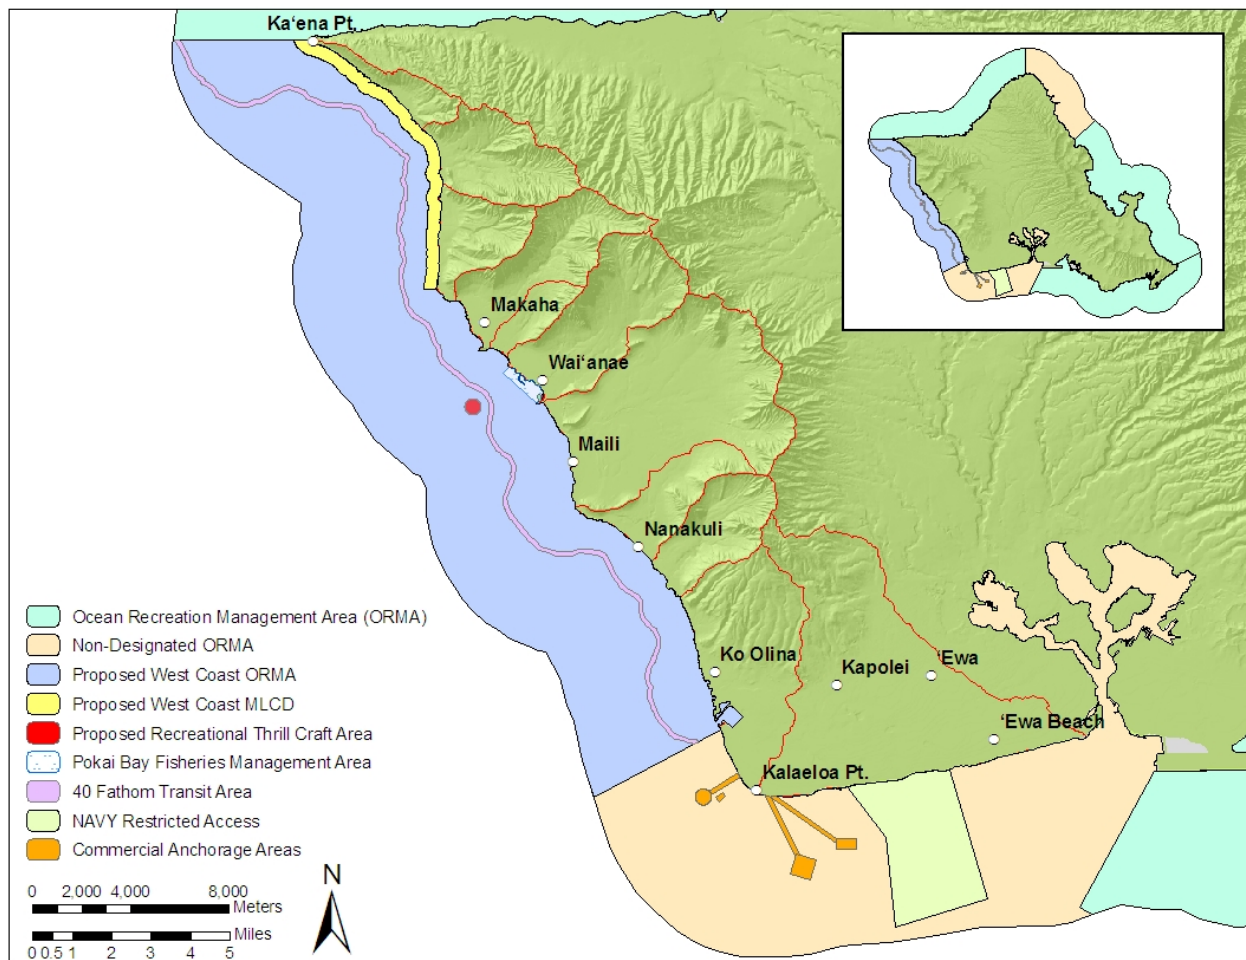 Ka‘ena Pt.
Makaha
Wai‘anae
Maili
Nanakuli
Ko Olina
Kapolei
‘Ewa
‘Ewa Beach
Kalaeloa Pt.
Ocean Recreation Management Area (ORMA)
Non-Designated ORMA
Proposed West Coast ORMA
Proposed West Coast MLCD
Proposed Recreational Thrill Craft Area
Pokai Bay Fisheries Management Area
40 Fathom Transit Area
NAVY Restricted Access
Commercial Anchorage Areas
0 2,000 4,000 8,000
Meters
Miles
0 0.5 1 2 3 4 5
N